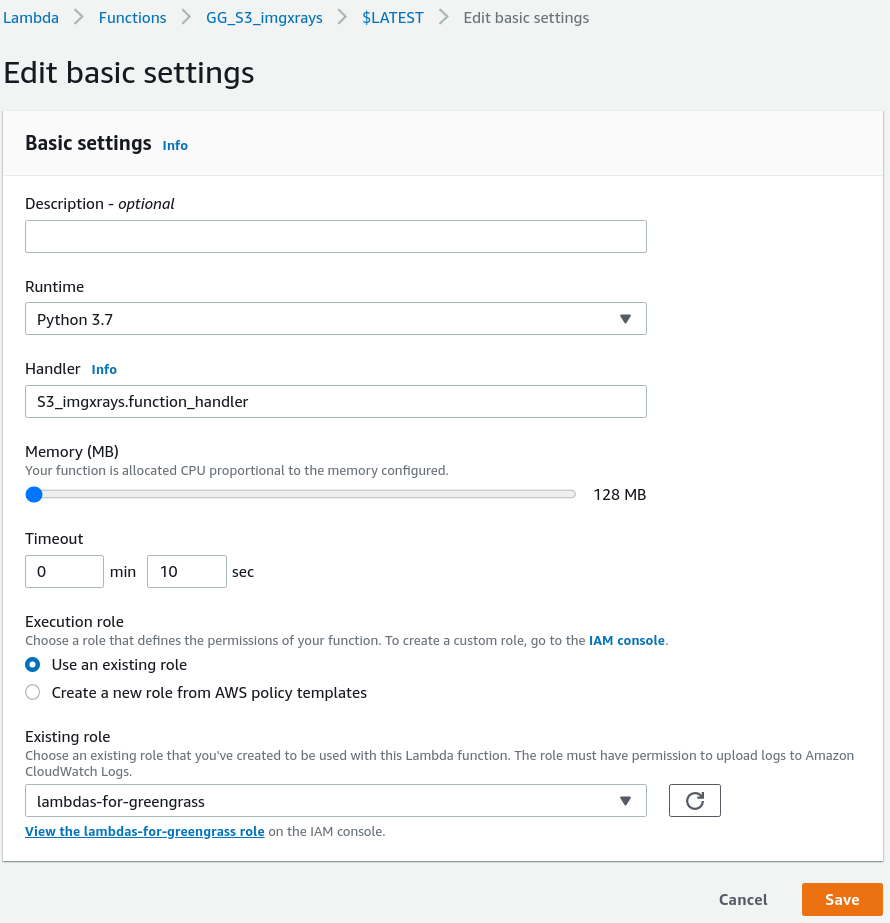 Lambda > Functions > GG_S3_imgxrays > $LATEST > Edit basic settings
Edit basic settings
Basic settings Info
Description - optional
Runtime
Python 3.7
Handler Info
S3_imgxrays.function_handler
Memory (MB)
Your function is allocated CPU proportional to the memory configured.
128 MB
Timeout
0 min 10 sec
Execution role
Choose a role that defines the permissions of your function. To create a custom role, go to the IAM console.
Use an existing role
Create a new role from AWS policy templates
Existing role
Choose an existing role that you've created to be used with this Lambda function. The role must have permission to upload logs to Amazon
CloudWatch Logs.
lambdas-for-greengrass
View the lambdas-for-greengrass role on the IAM console.
Cancel Save